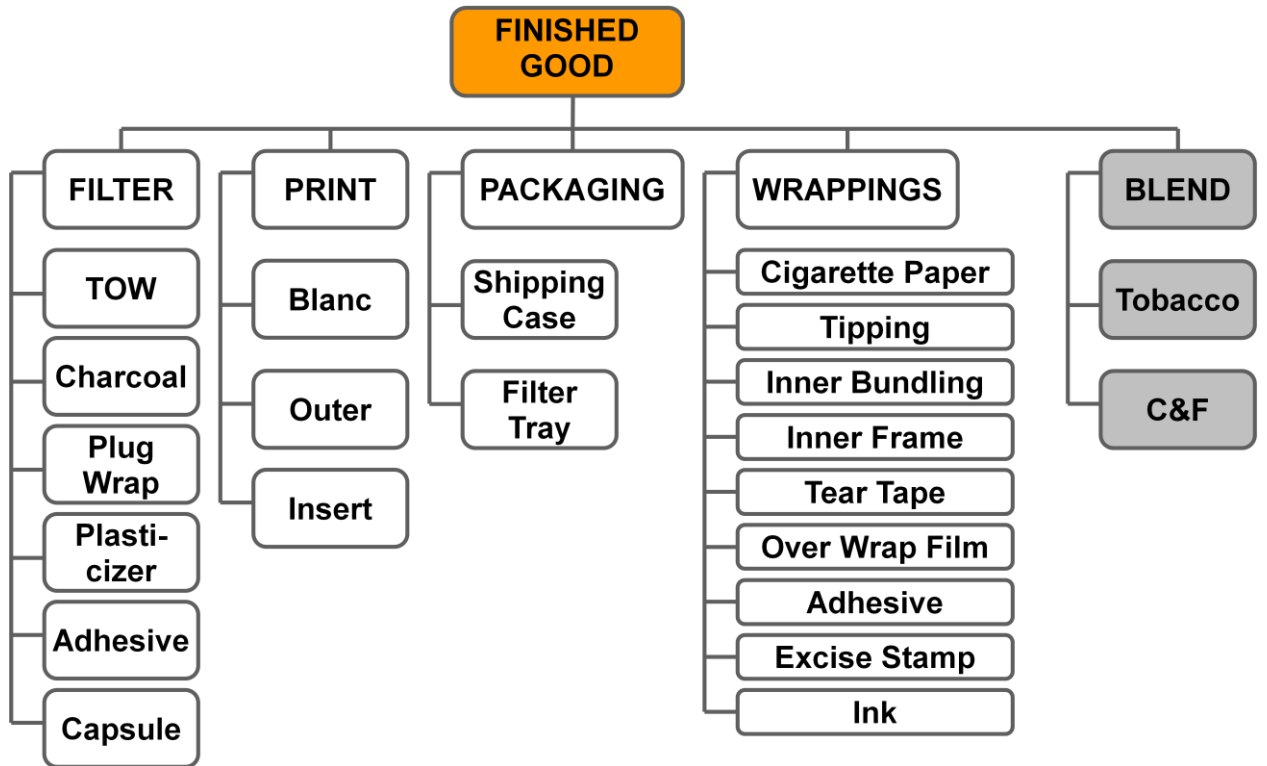 FINISHED
GOOD
FILTER
PRINT
PACKAGING
WRAPPINGS
BLEND
TOW
Charcoal
Plug
Wrap
Plasti-
cizer
Adhesive
Capsule
Blanc
Outer
Insert
Shipping
Case
Filter
Tray
Cigarette Paper
Tipping
Inner Bundling
Inner Frame
Tear Tape
Over Wrap Film
Adhesive
Excise Stamp
Ink
Tobacco
C&F